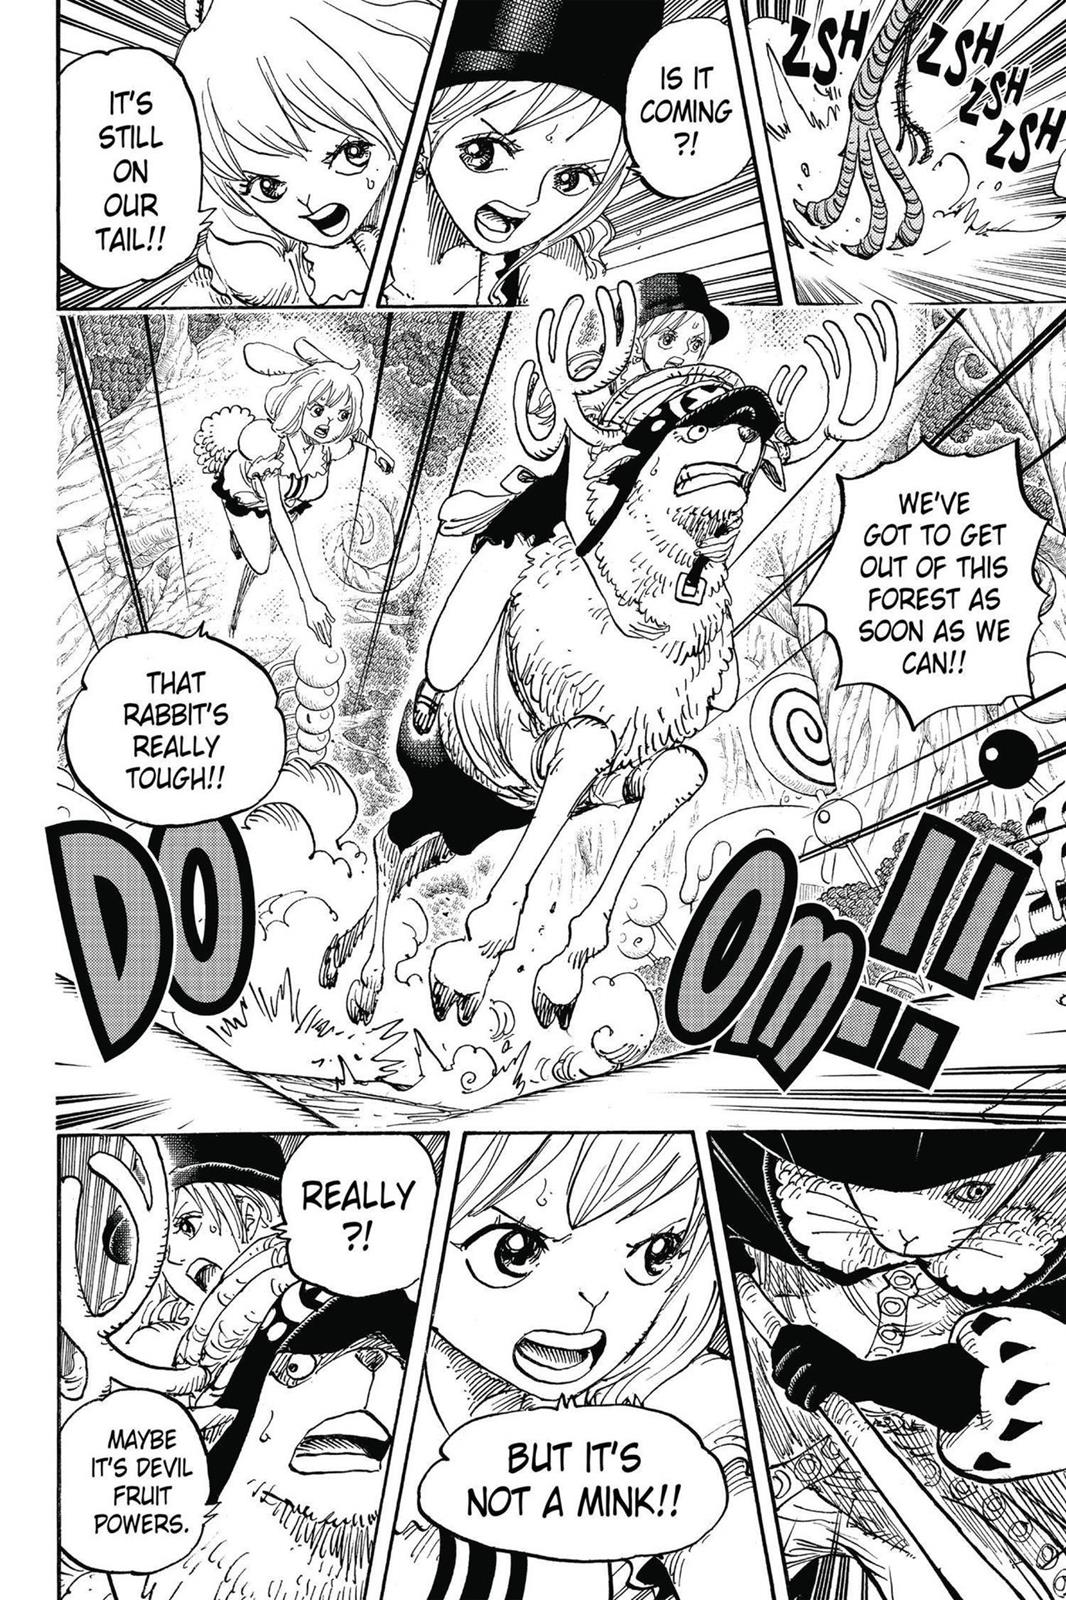 ZSH
ZSH
ZSH
ZSH
IS IT
COMING
?!
IT'S
STILL
ON
OUR
TAIL!!
WE'VE
GOT TO GET
OUT OF THIS
FOREST AS
SOON AS WE
CAN!!
THAT
RABBIT'S
REALLY
TOUGH!!
DOOM!!
BUT IT'S
NOT A MINK!!
REALLY
?!
MAYBE
IT'S DEVIL
FRUIT
POWERS.